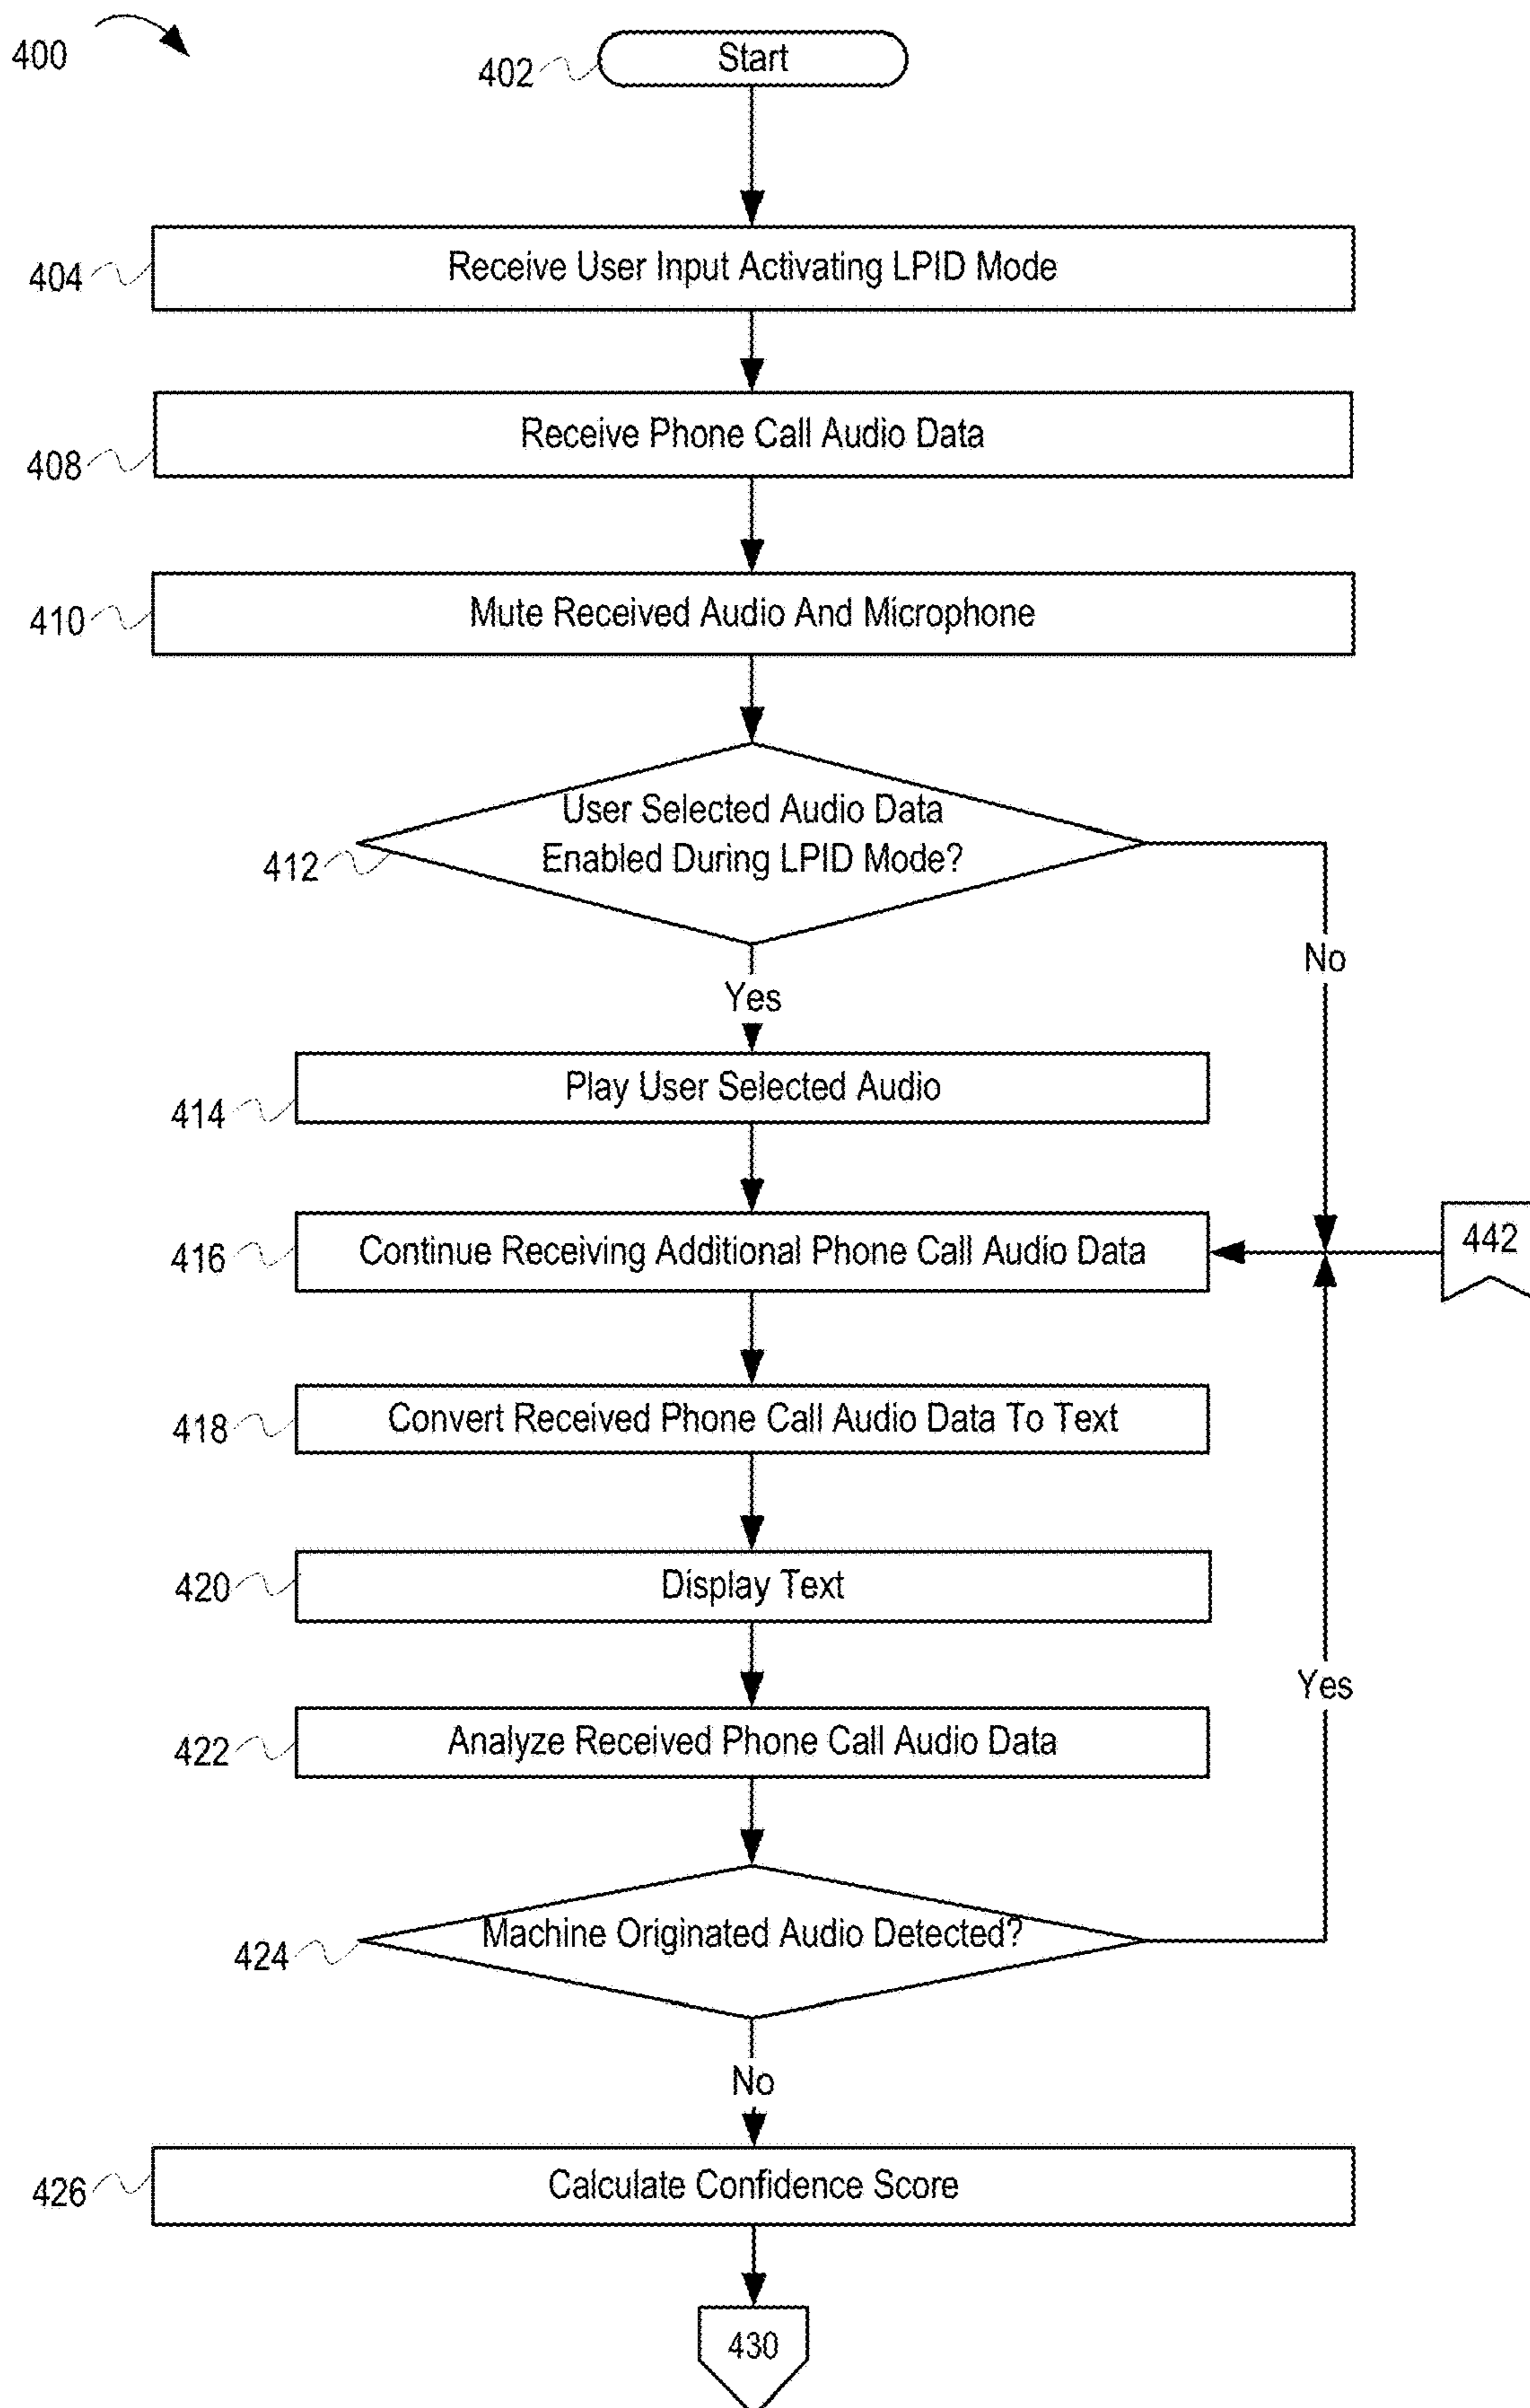 400
402
Start
404
Receive User Input Activating LPID Mode
408
Receive Phone Call Audio Data
410
Mute Received Audio And Microphone
412
User Selected Audio Data
Enabled During LPID Mode?
No
Yes
414
Play User Selected Audio
416
Continue Receiving Additional Phone Call Audio Data
442
418
Convert Received Phone Call Audio Data To Text
420
Display Text
Yes
422
Analyze Received Phone Call Audio Data
424
Machine Originated Audio Detected?
No
426
Calculate Confidence Score
430